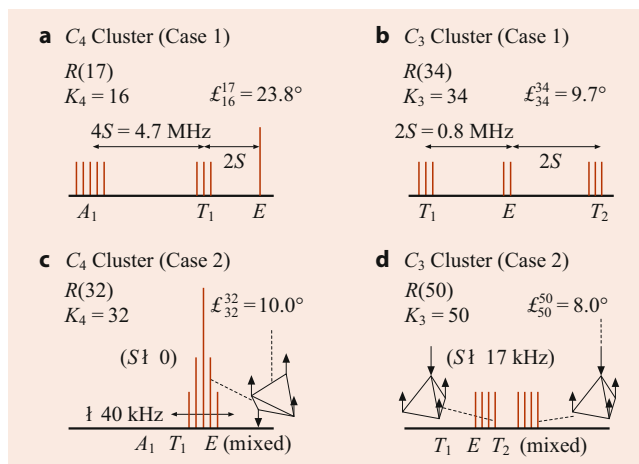 a C₄ Cluster (Case 1)
R(17)
K₄ = 16
£¹⁷₁₆ = 23.8°
4S = 4.7 MHz
2S
A₁ T₁ E
b C₃ Cluster (Case 1)
R(34)
K₃ = 34
£³⁴₃₄ = 9.7°
2S = 0.8 MHz
2S
T₁ E T₂
c C₄ Cluster (Case 2)
R(32)
K₄ = 32
£³²₃₂ = 10.0°
(S ł 0)
ł 40 kHz
A₁ T₁ E (mixed)
d C₃ Cluster (Case 2)
R(50)
K₃ = 50
£⁵⁰₅₀ = 8.0°
(S ł 17 kHz)
T₁ E T₂ (mixed)